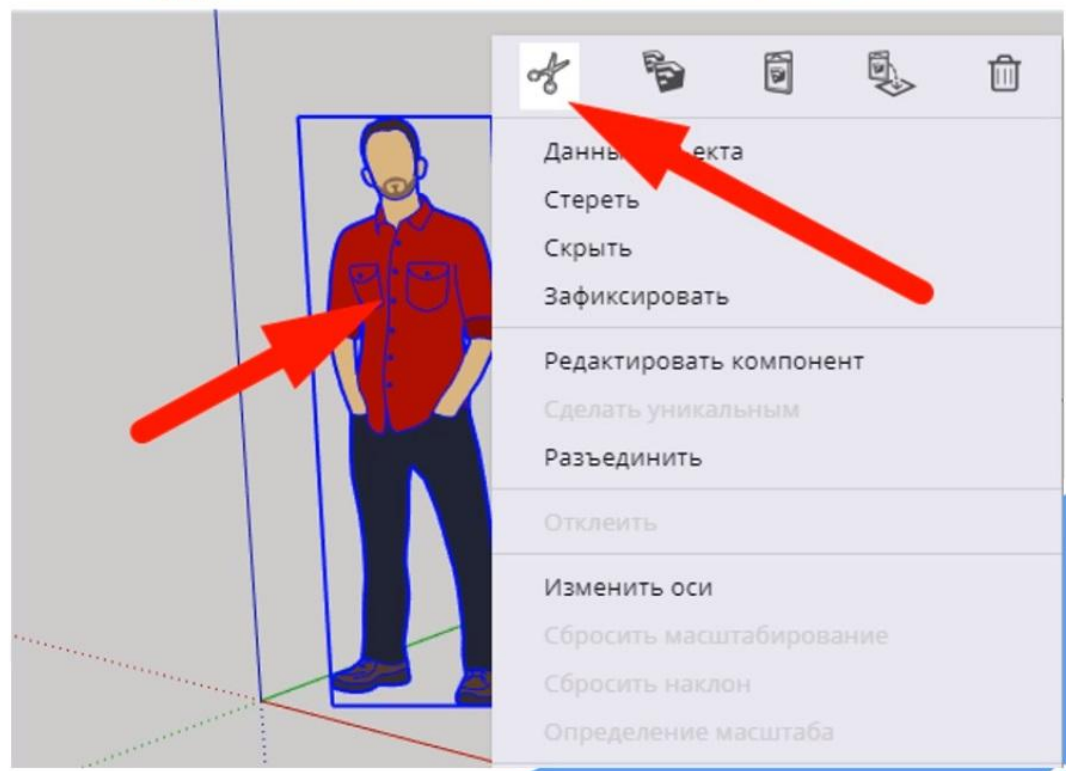 Стереть
Скрыть
Зафиксировать
Редактировать компонент
Сделать уникальным
Разъединить
Отклеить
Изменить оси
Сбросить масштабирование
Сбросить наклон
Определение масштаба